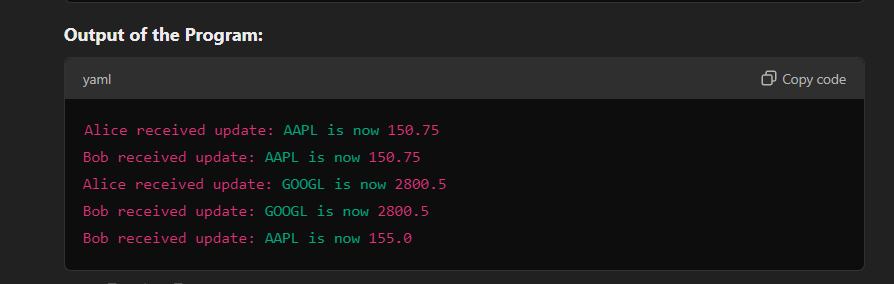 Output of the Program:
yaml
Copy code
Alice received update: AAPL is now 150.75
Bob received update: AAPL is now 150.75
Alice received update: GOOGL is now 2800.5
Bob received update: GOOGL is now 2800.5
Bob received update: AAPL is now 155.0